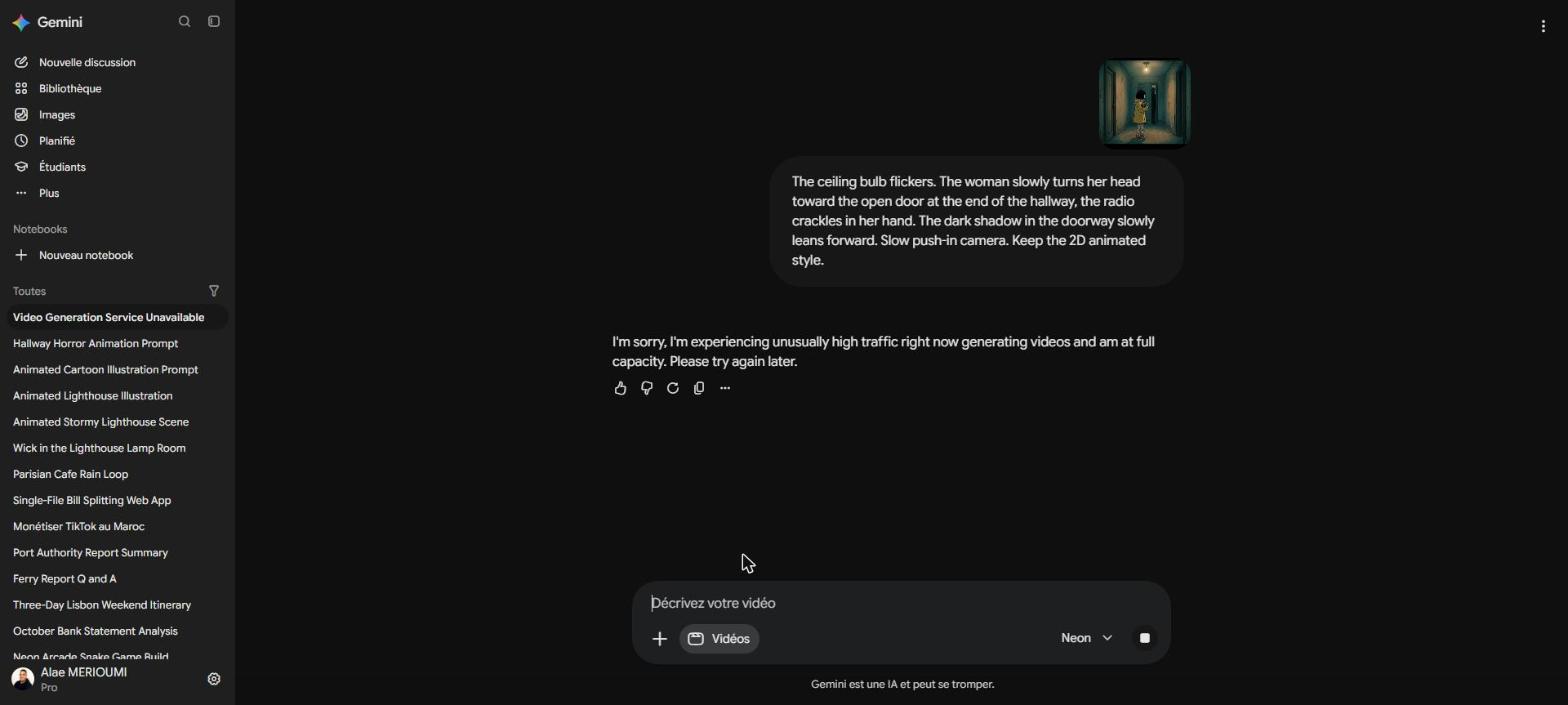 Gemini
Nouvelle discussion
Bibliothèque
Images
Planifié
Étudiants
Plus
Notebooks
Nouveau notebook
Toutes
Video Generation Service Unavailable
Hallway Horror Animation Prompt
Animated Cartoon Illustration Prompt
Animated Lighthouse Illustration
Animated Stormy Lighthouse Scene
Wick in the Lighthouse Lamp Room
Parisian Cafe Rain Loop
Single-File Bill Splitting Web App
Monétiser TikTok au Maroc
Port Authority Report Summary
Ferry Report Q and A
Three-Day Lisbon Weekend Itinerary
October Bank Statement Analysis
Neon Arcade Snake Game Build
Alae MERIOUMI
Pro
The ceiling bulb flickers. The woman slowly turns her head
toward the open door at the end of the hallway, the radio
crackles in her hand. The dark shadow in the doorway slowly
leans forward. Slow push-in camera. Keep the 2D animated
style.
I'm sorry, I'm experiencing unusually high traffic right now generating videos and am at full
capacity. Please try again later.
Décrivez votre vidéo
Vidéos
Neon
Gemini est une IA et peut se tromper.